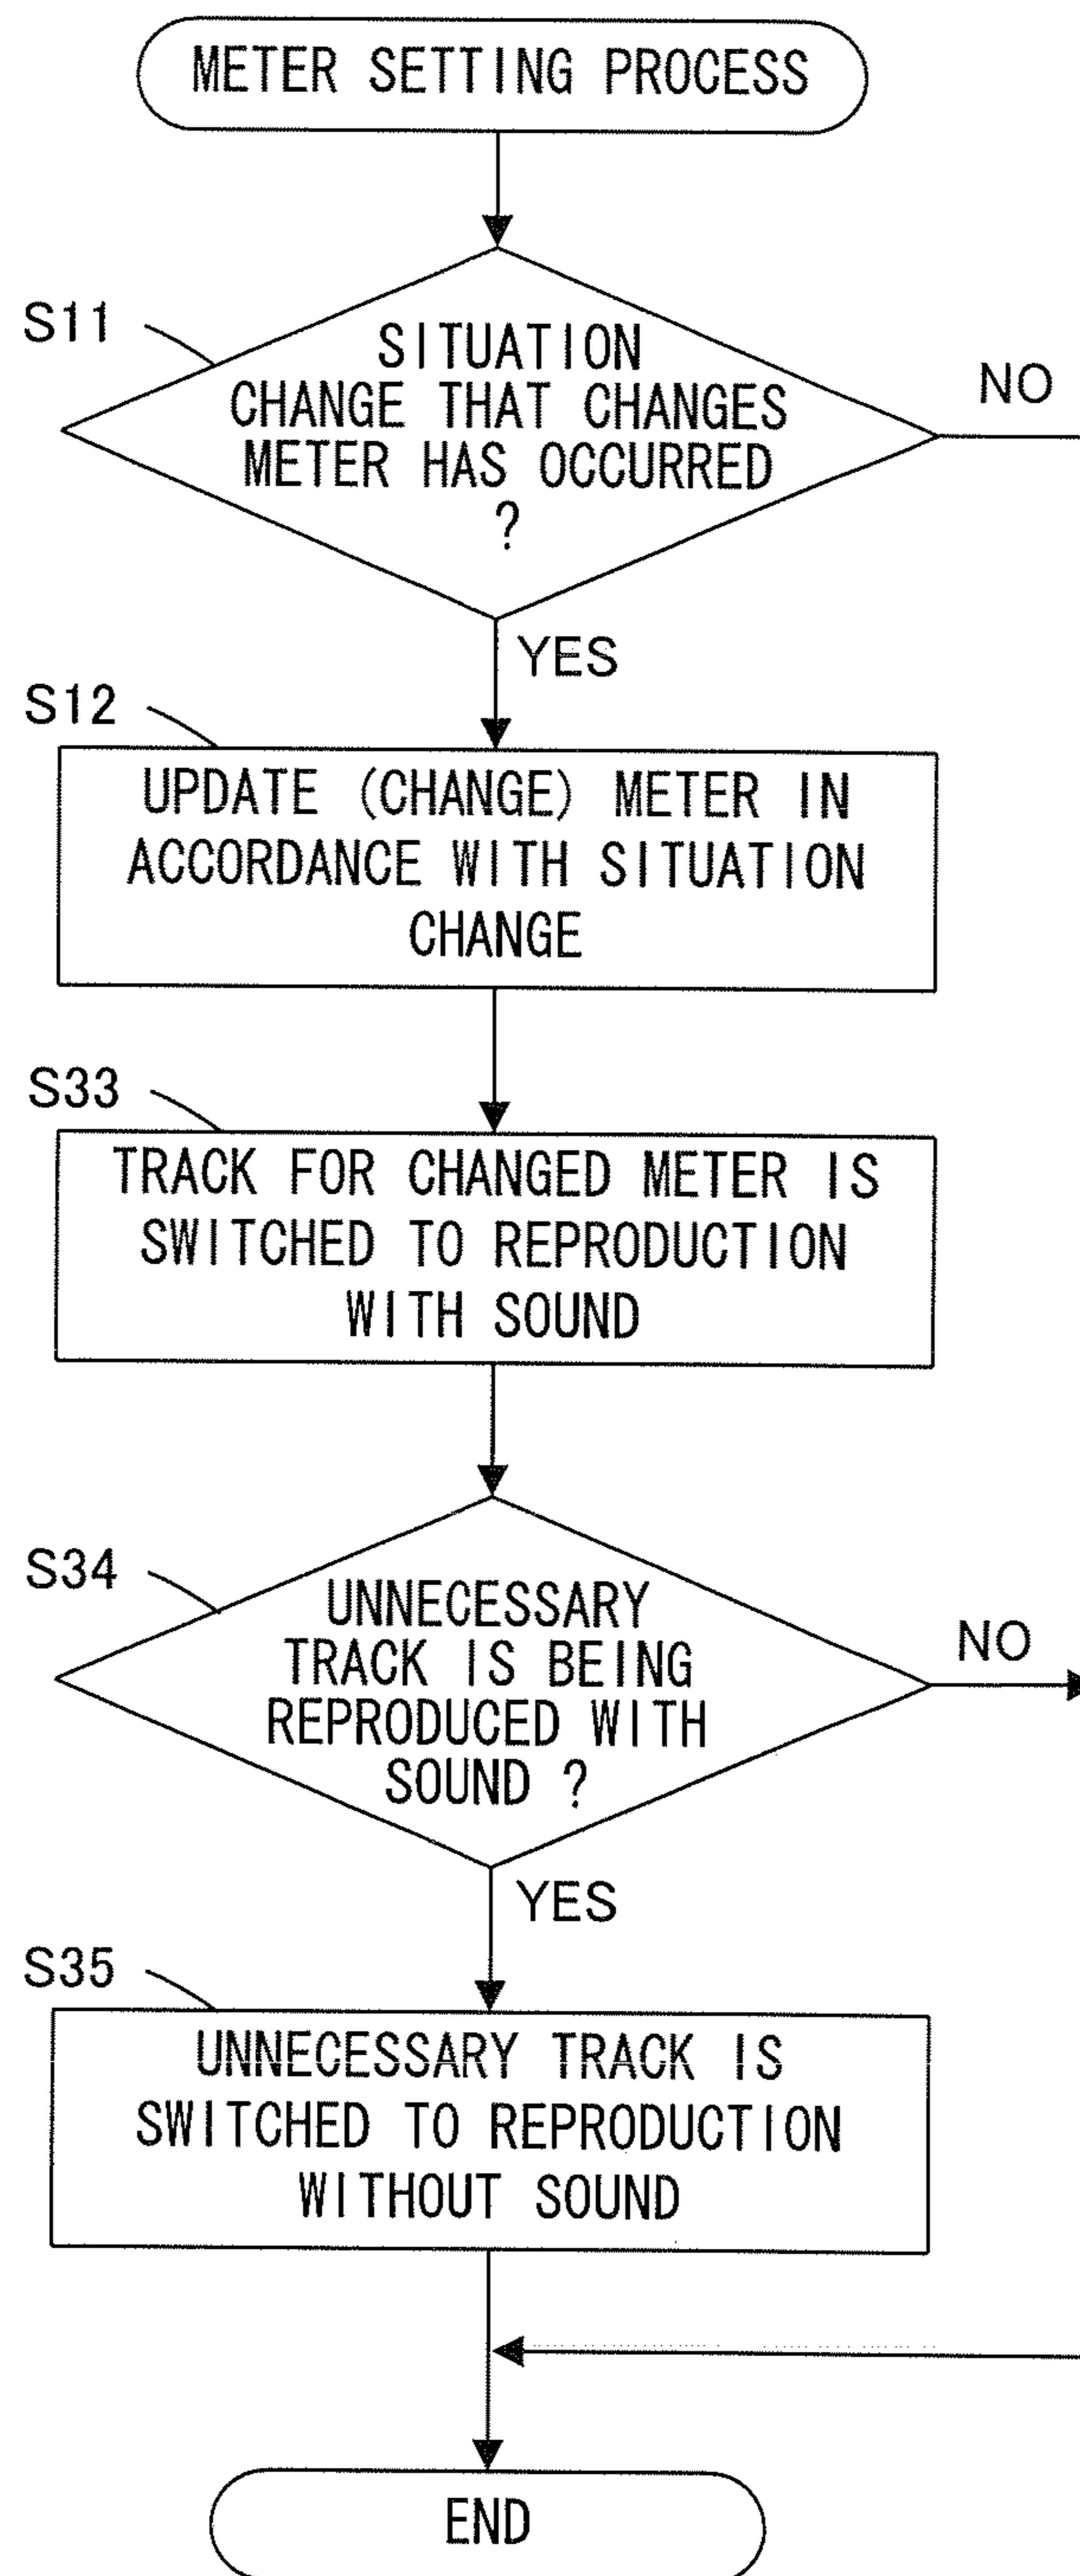 METER SETTING PROCESS
S11
SITUATION
CHANGE THAT CHANGES
METER HAS OCCURRED
?
NO
YES
S12
UPDATE (CHANGE) METER IN
ACCORDANCE WITH SITUATION
CHANGE
S33
TRACK FOR CHANGED METER IS
SWITCHED TO REPRODUCTION
WITH SOUND
S34
UNNECESSARY
TRACK IS BEING
REPRODUCED WITH
SOUND ?
NO
YES
S35
UNNECESSARY TRACK IS
SWITCHED TO REPRODUCTION
WITHOUT SOUND
END